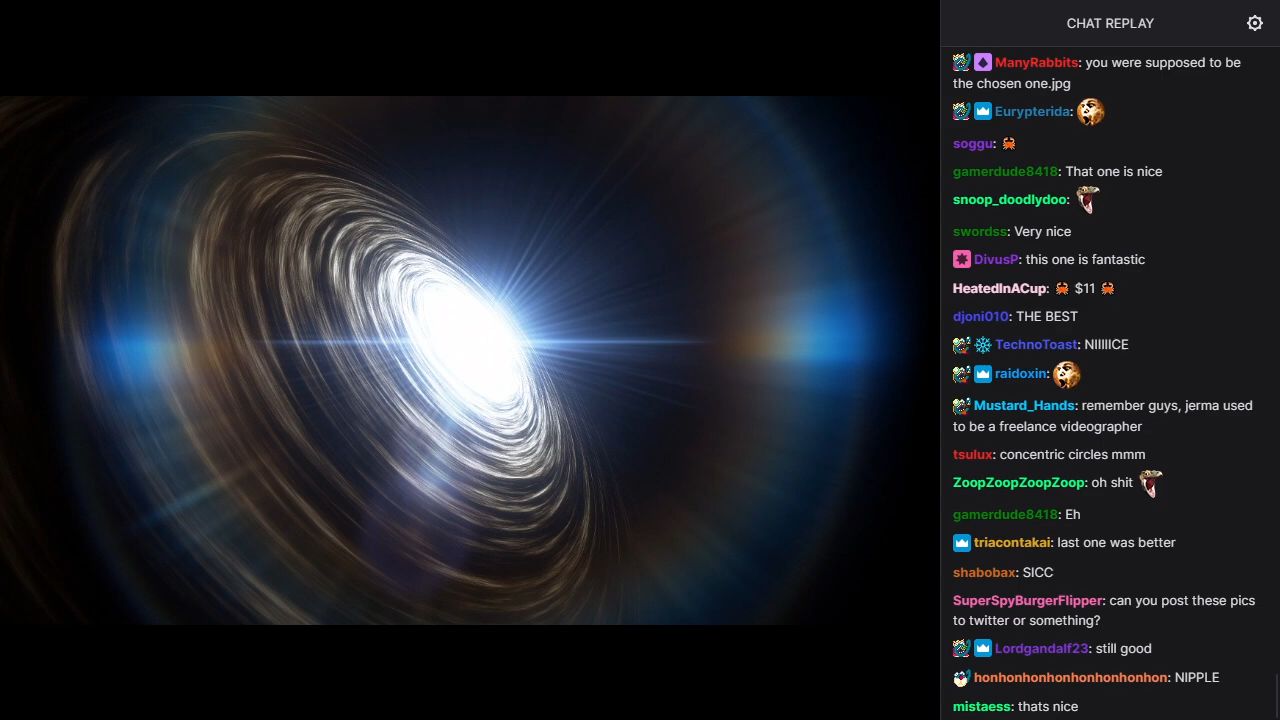 CHAT REPLAY
ManyRabbits: you were supposed to be
the chosen one.jpg
Eurypterida:
soggu:
gamerdude8418: That one is nice
snoop_doodlydoo:
swordss: Very nice
DivusP: this one is fantastic
HeatedInACup: $11
djoni010: THE BEST
TechnoToast: NIIIIICE
raidoxin:
Mustard_Hands: remember guys, jerma used
to be a freelance videographer
tsulux: concentric circles mmm
ZoopZoopZoopZoop: oh shit
gamerdude8418: Eh
triacontakai: last one was better
shabobax: SICC
SuperSpyBurgerFlipper: can you post these pics
to twitter or something?
Lordgandalf23: still good
honhonhonhonhonhonhonhon: NIPPLE
mistaess: thats nice